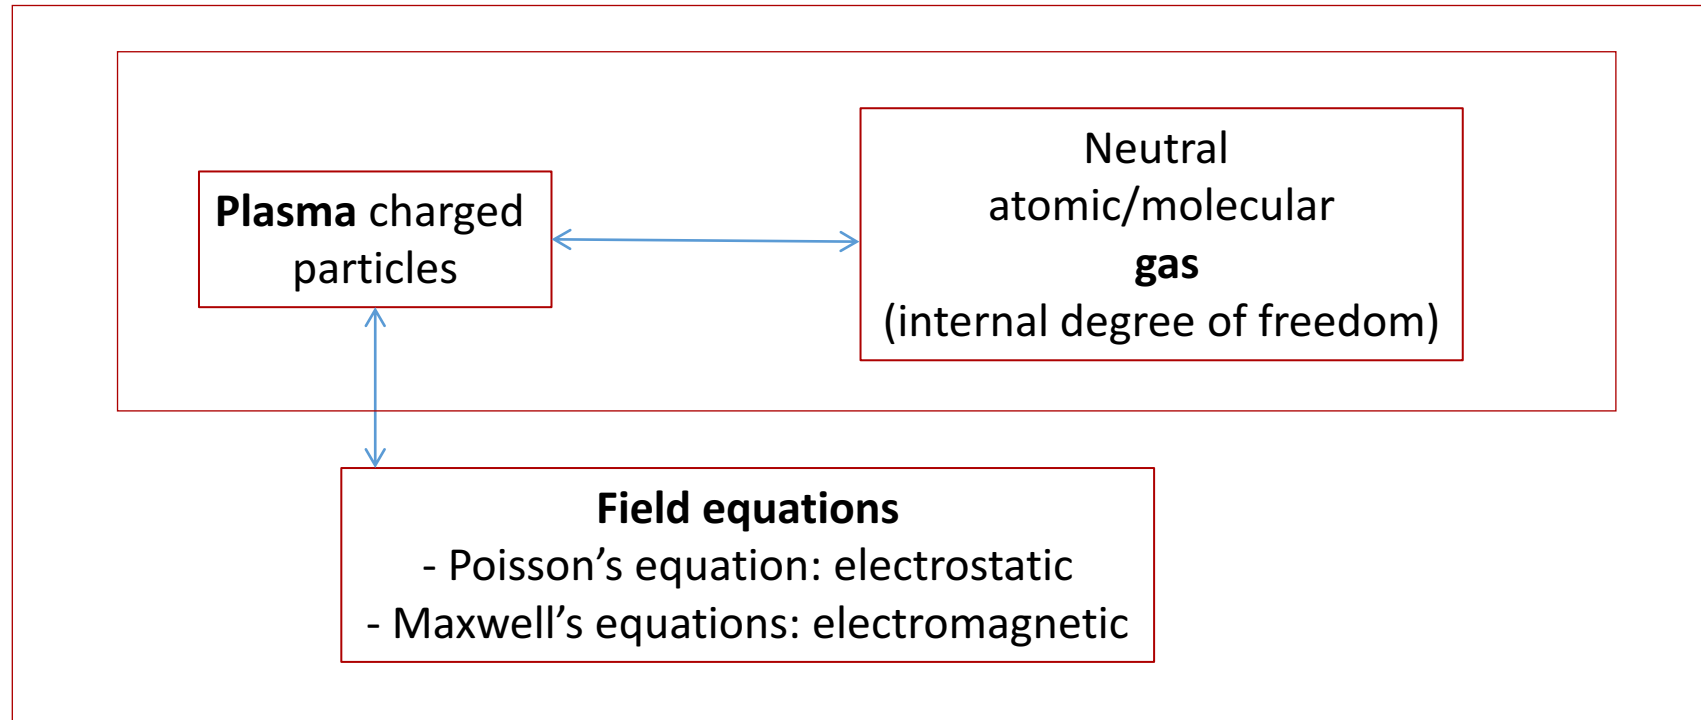 Plasma charged
particles
Neutral
atomic/molecular
gas
(internal degree of freedom)
Field equations
- Poisson’s equation: electrostatic
- Maxwell’s equations: electromagnetic